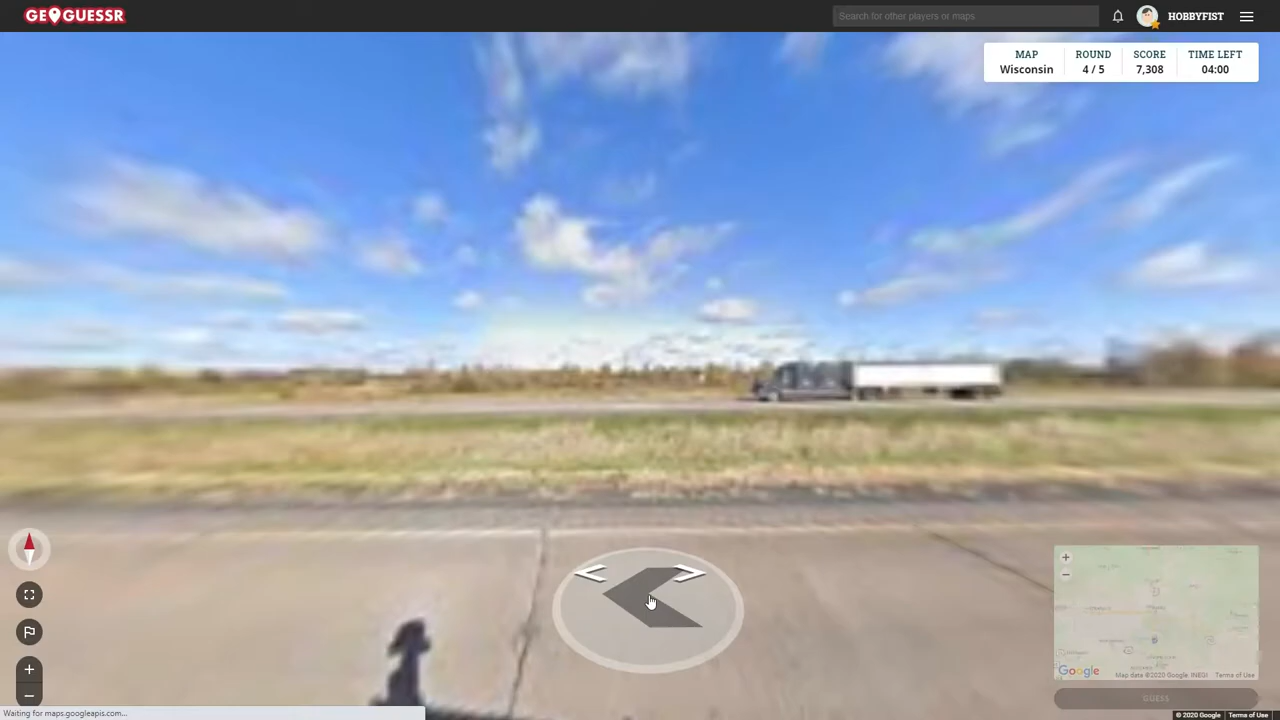 GEOGUESSR
Search for other players or maps
HOBBYFIST
MAP ROUND SCORE TIME LEFT
Wisconsin 4 / 5 7,308 04:00
+
−
+
−
Google
Map data ©2020 Google, INEGI Terms of Use
GUESS
Waiting for maps.googleapis.com...
© 2020 Google Terms of Use